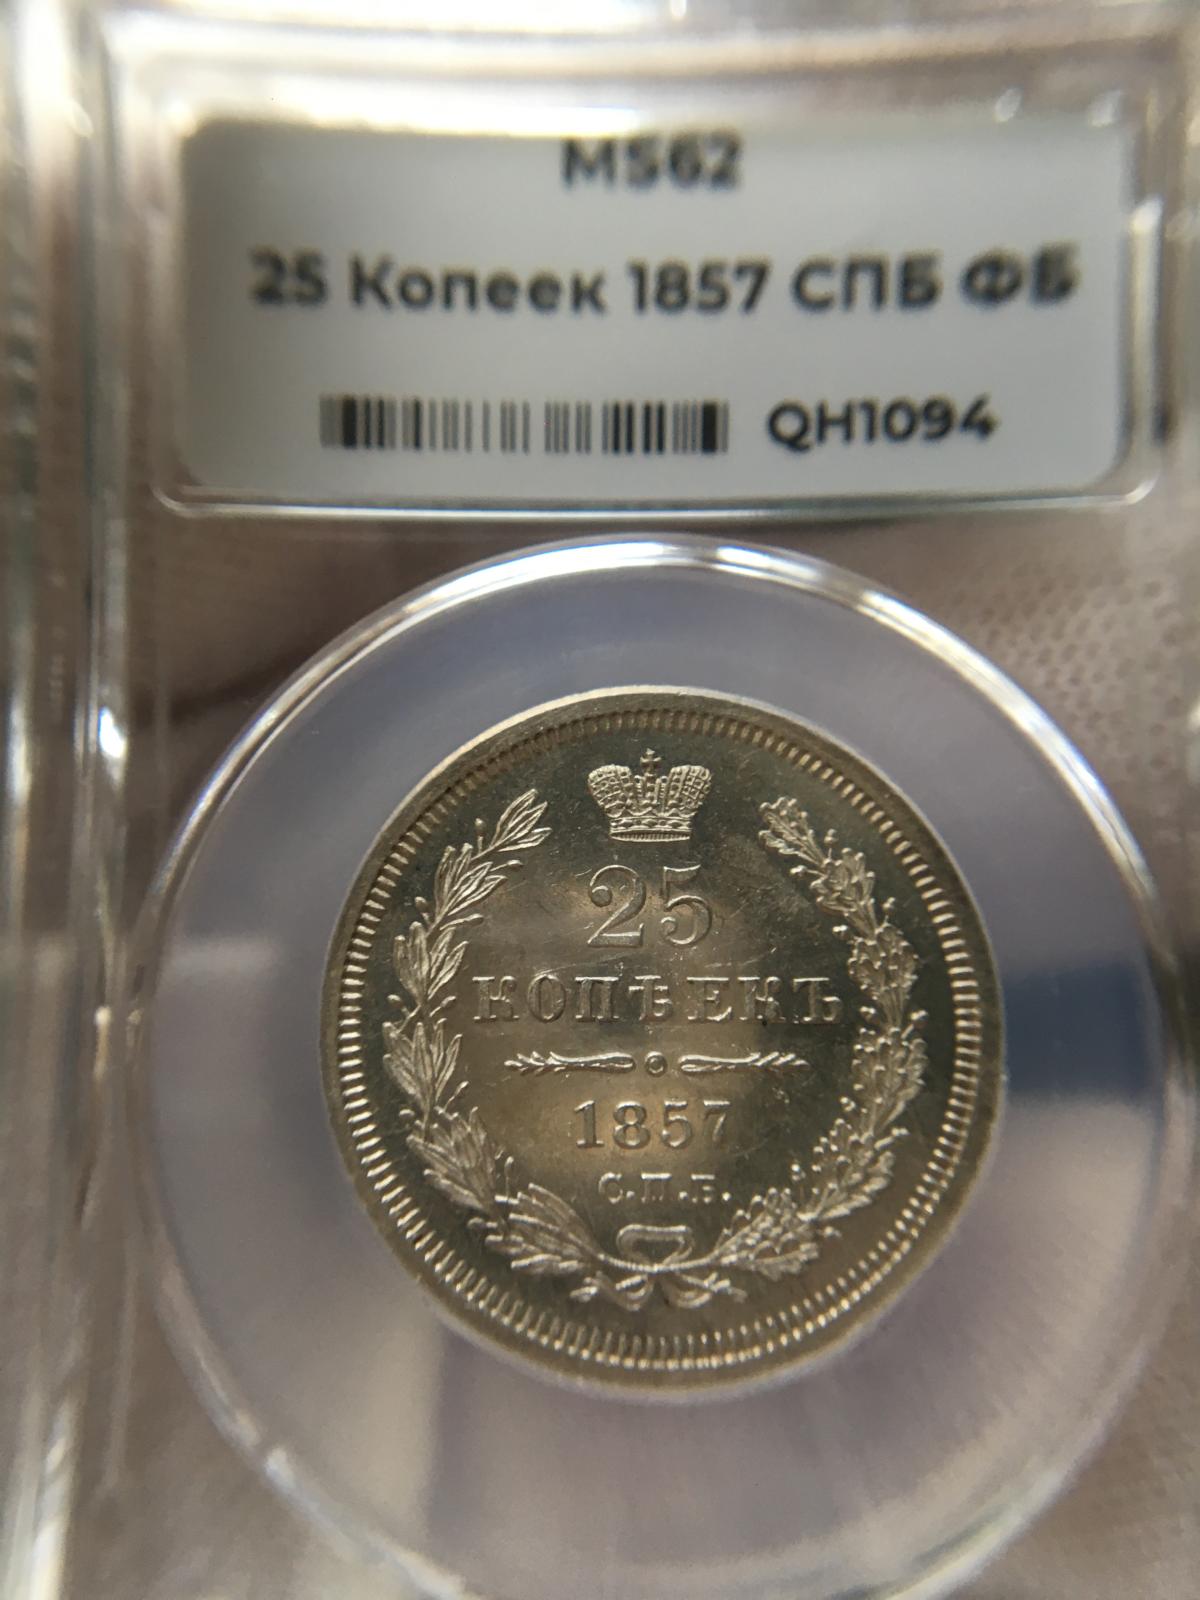 MS62
25 Копеек 1857 СПБ ФБ
QH1094
25
КОПѢЕКЪ
1857
С.П.Б.